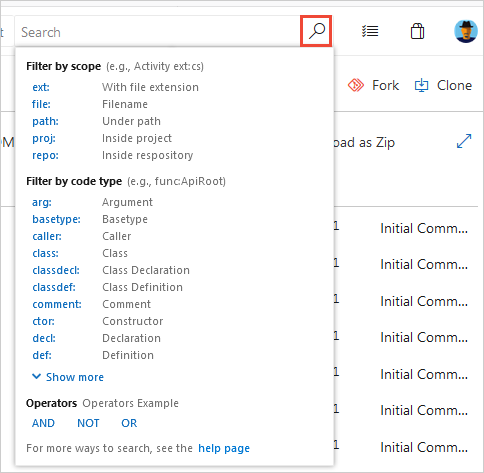 t Search
Filter by scope (e.g., Activity ext:cs)
ext: With file extension
file: Filename
path: Under path
proj: Inside project
repo: Inside respository
Filter by code type (e.g., func:ApiRoot)
arg: Argument
basetype: Basetype
caller: Caller
class: Class
classdecl: Class Declaration
classdef: Class Definition
comment: Comment
ctor: Constructor
decl: Declaration
def: Definition
Show more
Operators Operators Example
AND NOT OR
For more ways to search, see the help page
Fork Clone
OM
oad as Zip
1 Initial Comm...
1 Initial Comm...
1 Initial Comm...
1 Initial Comm...
1 Initial Comm...
1 Initial Comm...
1 Initial Comm...